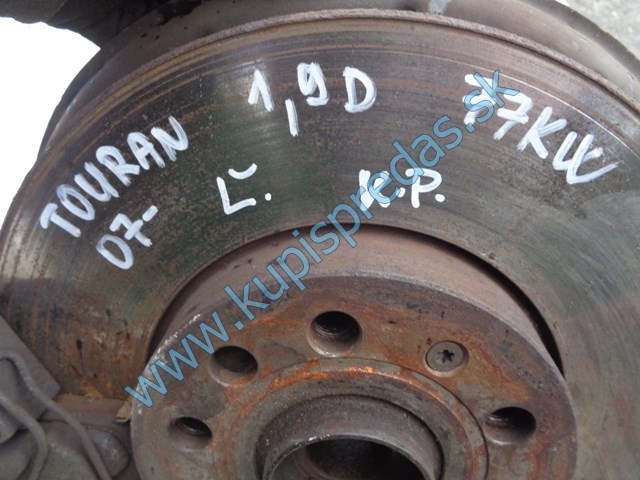 TOURAN 1,9D 77KW
07- Ľ. K.P.
www.kupispredas.sk